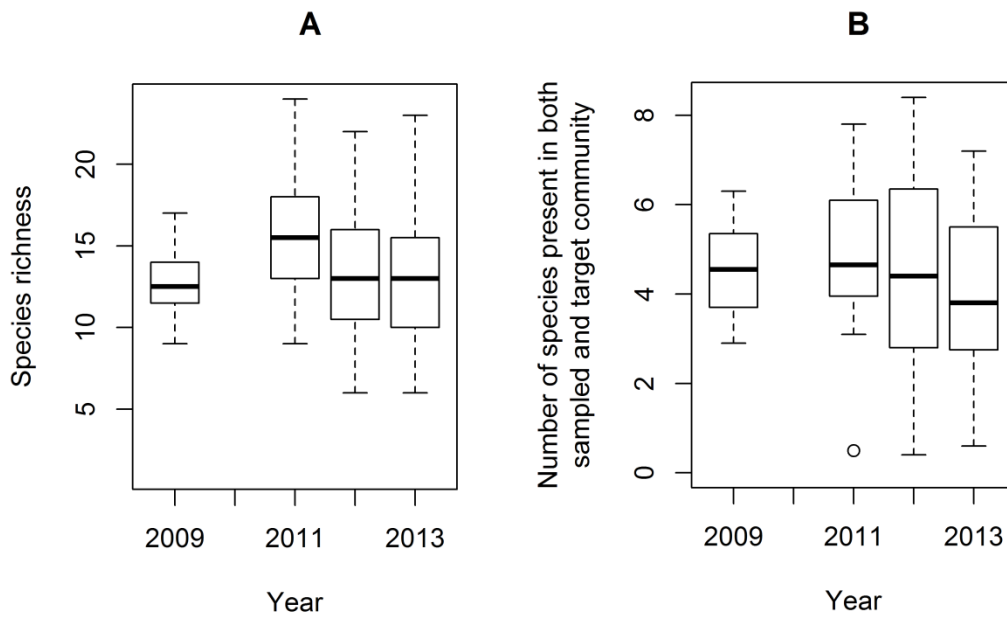 A
Species richness
20
15
10
5
2009
2011
2013
Year
B
Number of species present in both
sampled and target community
8
6
4
2
0
2009
2011
2013
Year